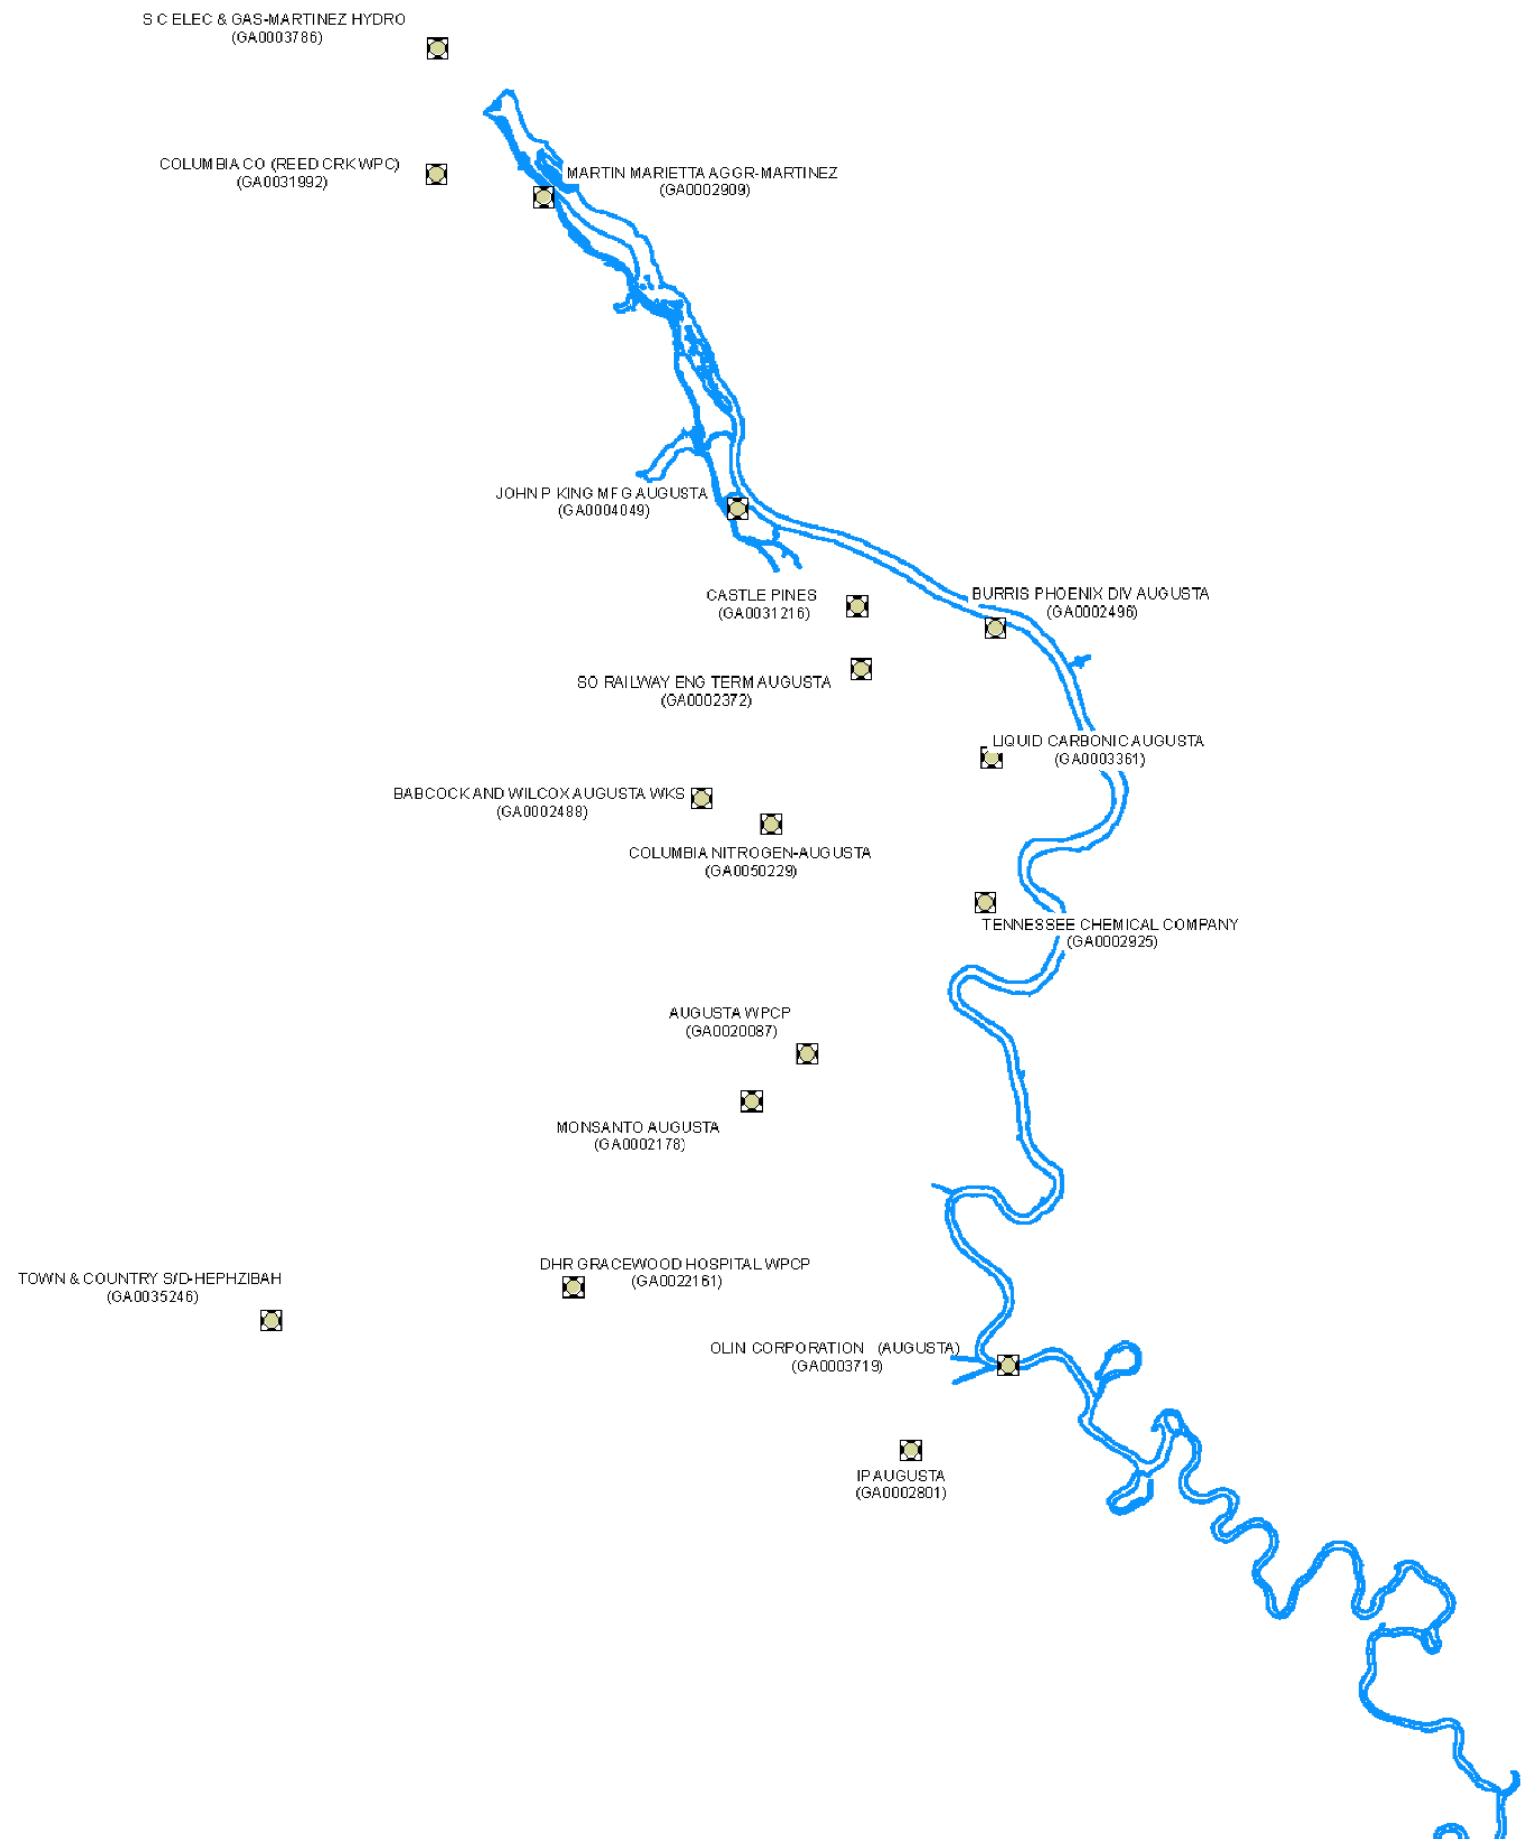 S C ELEC & GAS-MARTINEZ HYDRO
(GA0003786)
COLUMBIA CO (REED CRK WPC)
(GA0031992)
MARTIN MARIETTA AGGR-MARTINEZ
(GA0002909)
JOHN P KING MFG AUGUSTA
(GA0004049)
CASTLE PINES
(GA0031216)
BURRIS PHOENIX DIV AUGUSTA
(GA0002496)
SO RAILWAY ENG TERM AUGUSTA
(GA0002372)
LIQUID CARBONIC AUGUSTA
(GA0003361)
BABCOCK AND WILCOX AUGUSTA WKS
(GA0002488)
COLUMBIA NITROGEN-AUGUSTA
(GA0050229)
TENNESSEE CHEMICAL COMPANY
(GA0002925)
AUGUSTA WPCP
(GA0020087)
MONSANTO AUGUSTA
(GA0002178)
DHR GRACEWOOD HOSPITAL WPCP
(GA0022161)
TOWN & COUNTRY S/D-HEPHZIBAH
(GA0035246)
OLIN CORPORATION (AUGUSTA)
(GA0003719)
IP AUGUSTA
(GA0002801)